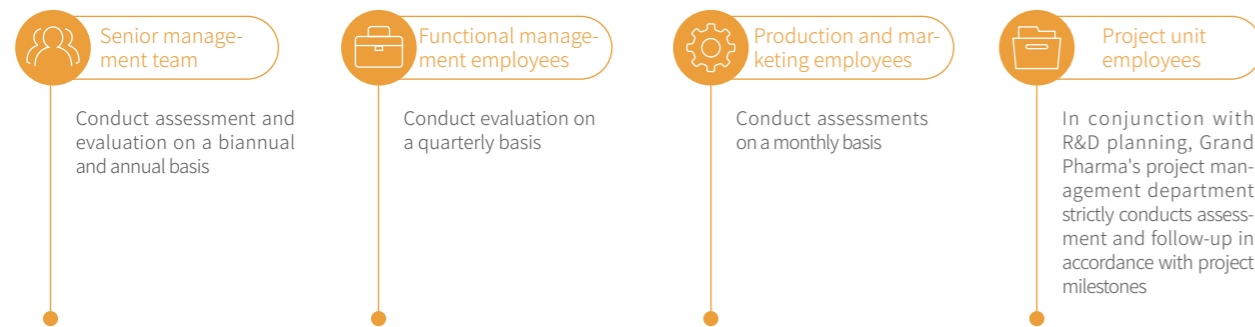 Senior manage-
ment team
Conduct assessment and
evaluation on a biannual
and annual basis
Functional manage-
ment employees
Conduct evaluation on
a quarterly basis
Production and mar-
keting employees
Conduct assessments
on a monthly basis
Project unit
employees
In conjunction with
R&D planning, Grand
Pharma's project man-
agement department
strictly conducts assess-
ment and follow-up in
accordance with project
milestones